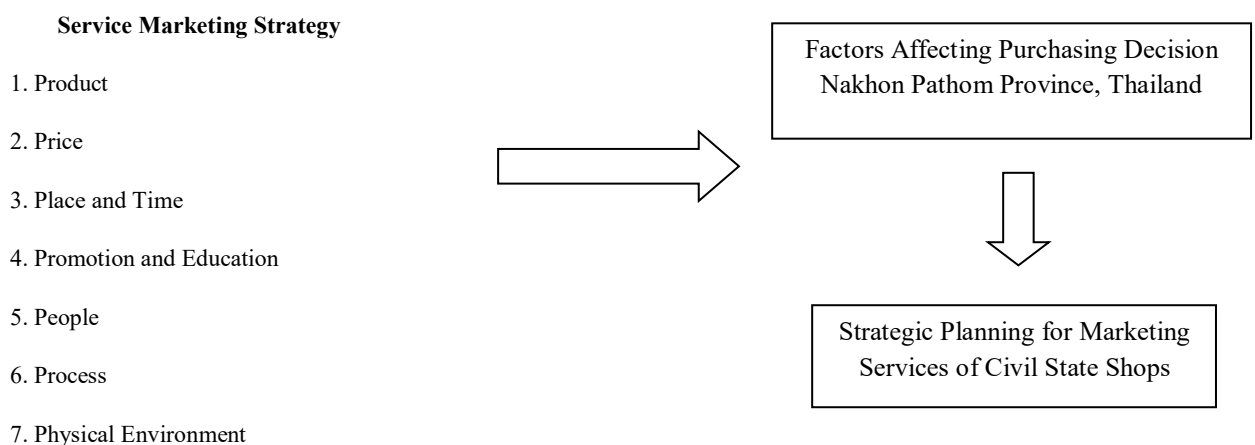 Service Marketing Strategy
1. Product
2. Price
3. Place and Time
4. Promotion and Education
5. People
6. Process
7. Physical Environment
Factors Affecting Purchasing Decision
Nakhon Pathom Province, Thailand
Strategic Planning for Marketing
Services of Civil State Shops